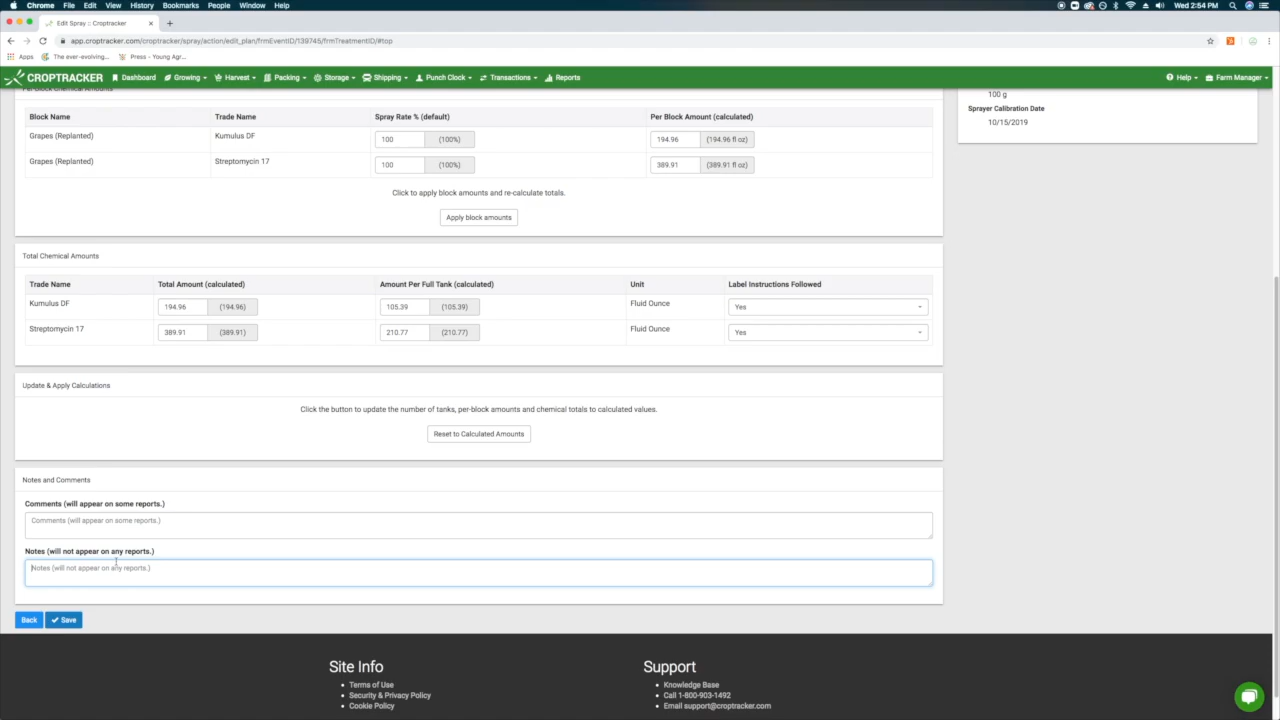 Chrome File Edit View History Bookmarks People Window Help
Wed 2:54 PM
Edit Spray :: Croptracker
app.croptracker.com/croptracker/spray/action/edit_plan/frmEventID/139745/frmTreatmentID/#top
Apps The ever-evolving... Press - Young Agr...
CROPTRACKER Dashboard Growing Harvest Packing Storage Shipping Punch Clock Transactions Reports Help Farm Manager
Per-Block Chemical Amounts
100 g
Sprayer Calibration Date
10/15/2019
Block Name Trade Name Spray Rate % (default) Per Block Amount (calculated)
Grapes (Replanted) Kumulus DF 100 (100%) 194.96 (194.96 fl oz)
Grapes (Replanted) Streptomycin 17 100 (100%) 389.91 (389.91 fl oz)
Click to apply block amounts and re-calculate totals.
Apply block amounts
Total Chemical Amounts
Trade Name Total Amount (calculated) Amount Per Full Tank (calculated) Unit Label Instructions Followed
Kumulus DF 194.96 (194.96) 105.39 (105.39) Fluid Ounce Yes
Streptomycin 17 389.91 (389.91) 210.77 (210.77) Fluid Ounce Yes
Update & Apply Calculations
Click the button to update the number of tanks, per-block amounts and chemical totals to calculated values.
Reset to Calculated Amounts
Notes and Comments
Comments (will appear on some reports.)
Comments (will appear on some reports.)
Notes (will not appear on any reports.)
Notes (will not appear on any reports.)
Back Save
Site Info
Terms of Use
Security & Privacy Policy
Cookie Policy
Support
Knowledge Base
Call 1-800-903-1492
Email support@croptracker.com